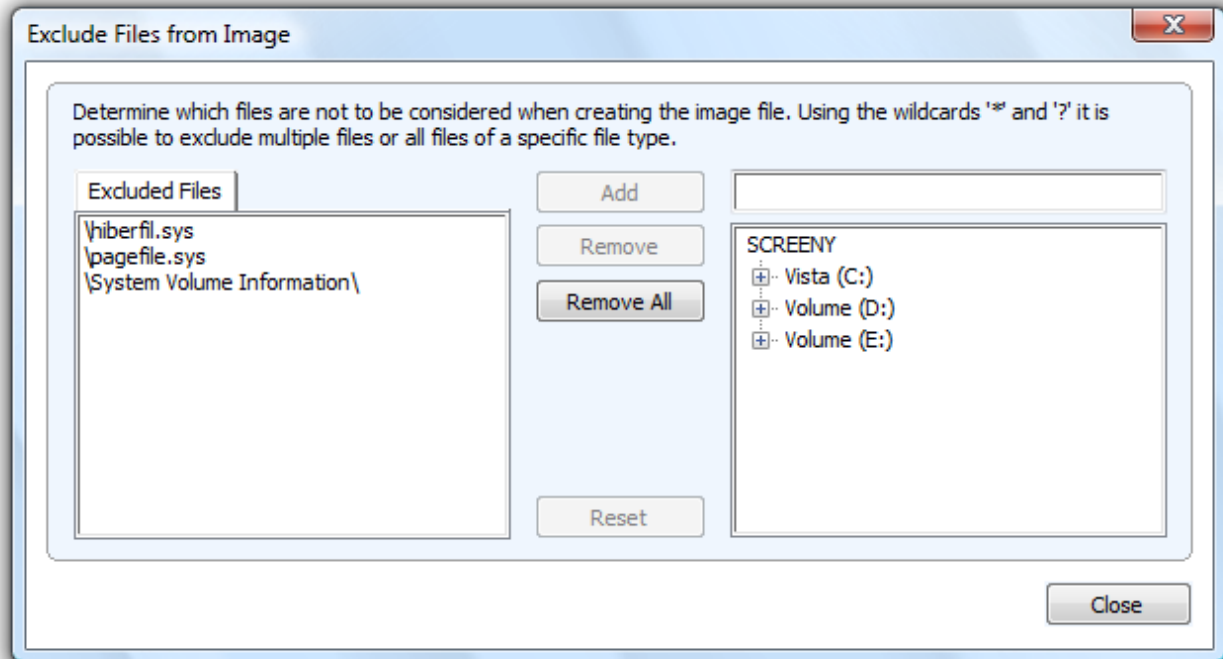 Exclude Files from Image
Determine which files are not to be considered when creating the image file. Using the wildcards '*' and '?' it is
possible to exclude multiple files or all files of a specific file type.
Excluded Files
\hiberfil.sys
\pagefile.sys
\System Volume Information\
Add
Remove
Remove All
Reset
SCREENY
Vista (C:)
Volume (D:)
Volume (E:)
Close